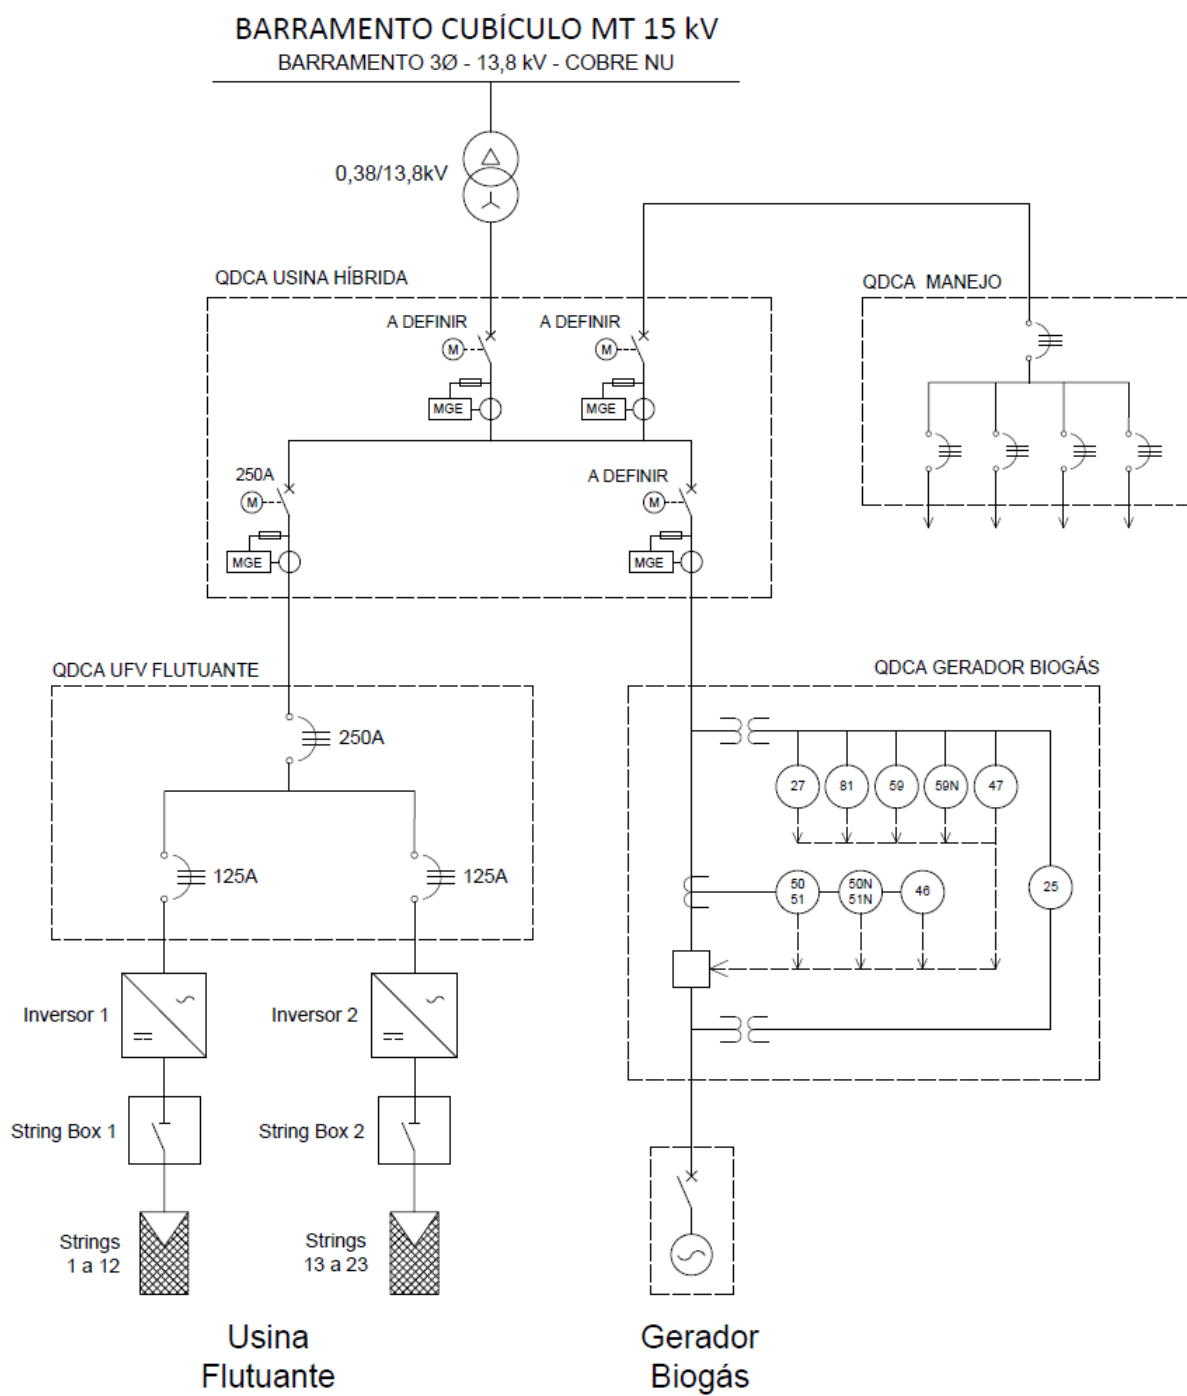 BARRAMENTO CUBÍCULO MT 15 kV
BARRAMENTO 3Ø - 13,8 kV - COBRE NU
0,38/13,8kV
QDCA USINA HÍBRIDA
QDCA MANEJO
A DEFINIR
A DEFINIR
M
M
MGE
MGE
250A
A DEFINIR
M
M
MGE
MGE
QDCA UFV FLUTUANTE
QDCA GERADOR BIOGÁS
250A
27
81
59
59N
47
125A
125A
50
51
50N
51N
46
25
Inversor 1
Inversor 2
String Box 1
String Box 2
Strings
1 a 12
Strings
13 a 23
Usina
Flutuante
Gerador
Biogás